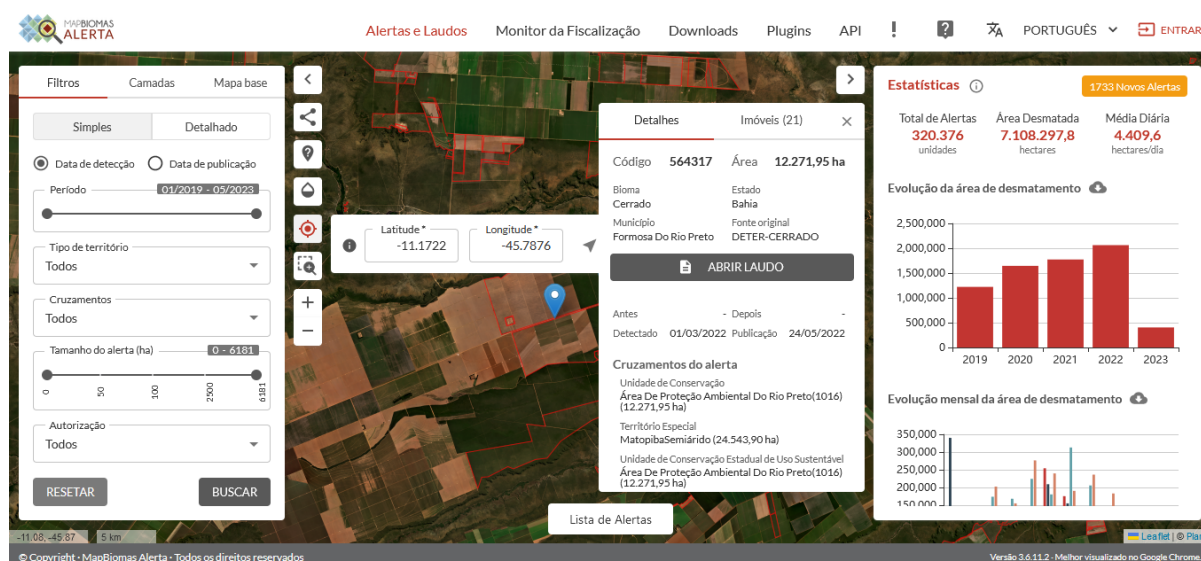 MAPBIOMAS
ALERTA
Alertas e Laudos
Monitor da Fiscalização
Downloads
Plugins
API
!
?
PORTUGUÊS
ENTRAR
Filtros
Camadas
Mapa base
Simples
Detalhado
Data de detecção
Data de publicação
Período
01/2019 - 05/2023
Tipo de território
Todos
Cruzamentos
Todos
Tamanho do alerta (ha)
0 - 6181
0
50
100
2500
6181
Autorização
Todos
RESETAR
BUSCAR
Latitude *
-11.1722
Longitude *
-45.7876
+
−
Detalhes
Imóveis (21)
Código 564317
Área 12.271,95 ha
Bioma
Cerrado
Estado
Bahia
Município
Formosa Do Rio Preto
Fonte original
DETER-CERRADO
ABRIR LAUDO
Antes -
Depois -
Detectado 01/03/2022
Publicação 24/05/2022
Cruzamentos do alerta
Unidade de Conservação
Área De Proteção Ambiental Do Rio Preto(1016)
(12.271,95 ha)
Território Especial
MatopibaSemiárido (24.543,90 ha)
Unidade de Conservação Estadual de Uso Sustentável
Área De Proteção Ambiental Do Rio Preto(1016)
(12.271,95 ha)
Lista de Alertas
Estatísticas
1733 Novos Alertas
Total de Alertas
320.376
unidades
Área Desmatada
7.108.297,8
hectares
Média Diária
4.409,6
hectares/dia
Evolução da área de desmatamento
2,500,000
2,000,000
1,500,000
1,000,000
500,000
0
2019 2020 2021 2022 2023
Evolução mensal da área de desmatamento
350,000
300,000
250,000
200,000
150,000
-11.08, -45.87
5 km
Leaflet | © Plan
© Copyright · MapBiomas Alerta · Todos os direitos reservados
Versão 3.6.11.2 - Melhor visualizado no Google Chrome.